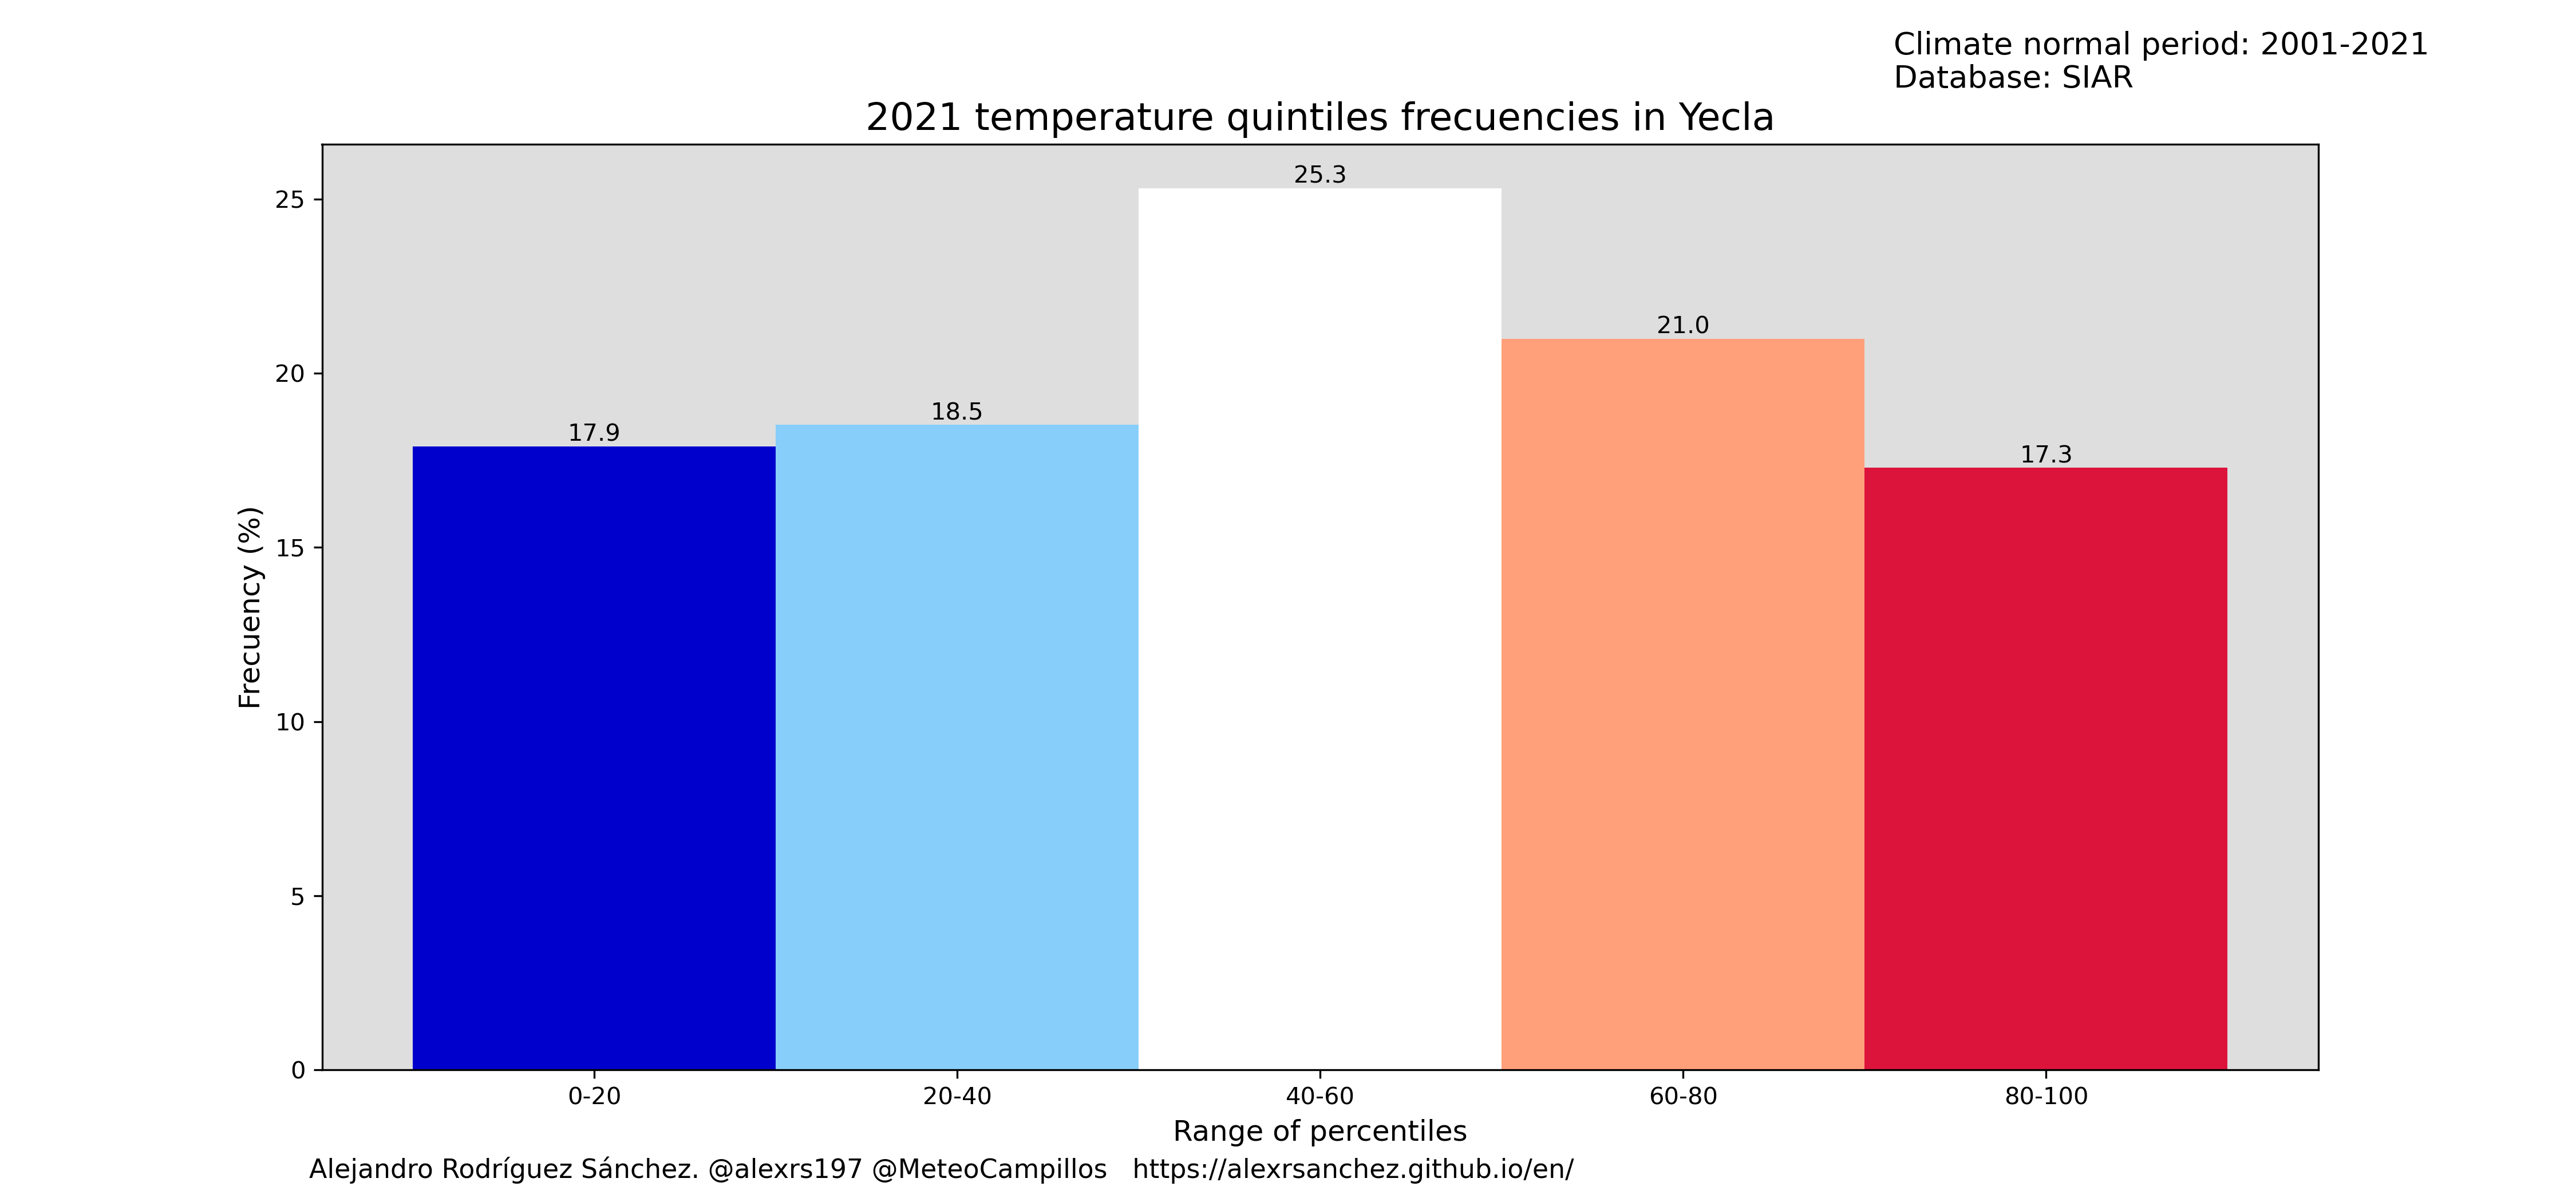 Climate normal period: 2001-2021
Database: SIAR
2021 temperature quintiles frecuencies in Yecla
Frecuency (%)
25
20
15
10
5
0
17.9
18.5
25.3
21.0
17.3
0-20
20-40
40-60
60-80
80-100
Range of percentiles
Alejandro Rodríguez Sánchez. @alexrs197 @MeteoCampillos https://alexrsanchez.github.io/en/